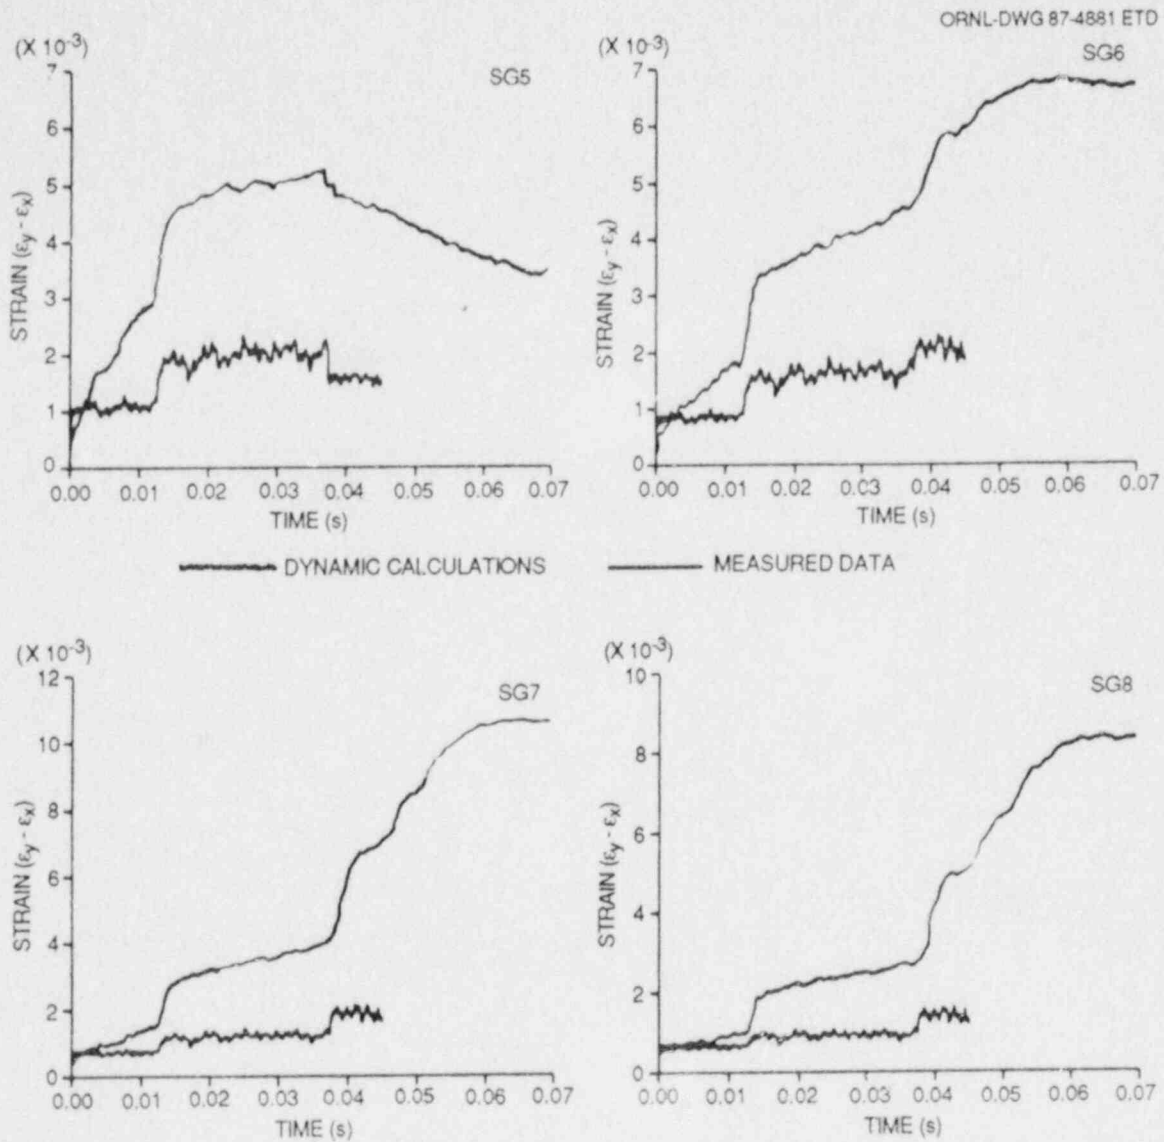 ORNL-DWG 87-4881 ETD
(X 10⁻³)
SG5
7
6
5
4
3
2
1
0
STRAIN (εy - εx)
0.00 0.01 0.02 0.03 0.04 0.05 0.06 0.07
TIME (s)
(X 10⁻³)
SG6
7
6
5
4
3
2
1
0
STRAIN (εy - εx)
0.00 0.01 0.02 0.03 0.04 0.05 0.06 0.07
TIME (s)
DYNAMIC CALCULATIONS
MEASURED DATA
(X 10⁻³)
SG7
12
10
8
6
4
2
0
STRAIN (εy - εx)
0.00 0.01 0.02 0.03 0.04 0.05 0.06 0.07
TIME (s)
(X 10⁻³)
SG8
10
8
6
4
2
0
STRAIN (εy - εx)
0.00 0.01 0.02 0.03 0.04 0.05 0.06 0.07
TIME (s)